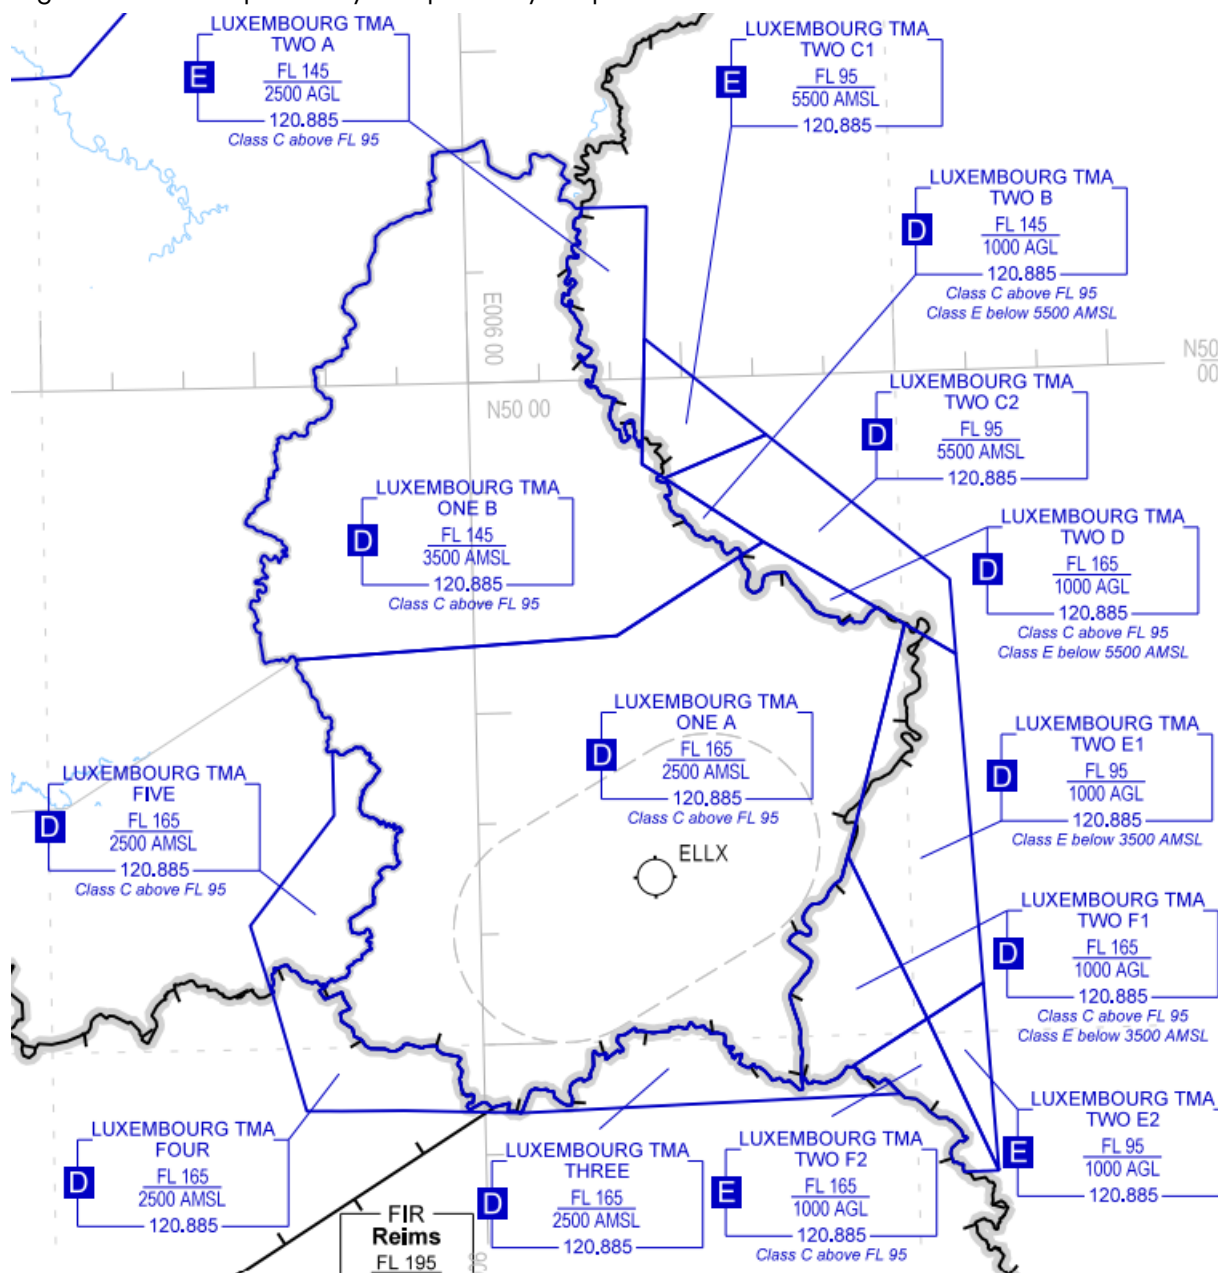 LUXEMBOURG TMA
TWO A
E
FL 145
2500 AGL
120.885
Class C above FL 95
LUXEMBOURG TMA
TWO C1
E
FL 95
5500 AMSL
120.885
LUXEMBOURG TMA
TWO B
D
FL 145
1000 AGL
120.885
Class C above FL 95
Class E below 5500 AMSL
E006 00
N50 00
N50
00
LUXEMBOURG TMA
TWO C2
D
FL 95
5500 AMSL
120.885
LUXEMBOURG TMA
ONE B
D
FL 145
3500 AMSL
120.885
Class C above FL 95
LUXEMBOURG TMA
TWO D
D
FL 165
1000 AGL
120.885
Class C above FL 95
Class E below 5500 AMSL
LUXEMBOURG TMA
ONE A
D
FL 165
2500 AMSL
120.885
Class C above FL 95
LUXEMBOURG TMA
TWO E1
D
FL 95
1000 AGL
120.885
Class E below 3500 AMSL
LUXEMBOURG TMA
FIVE
D
FL 165
2500 AMSL
120.885
Class C above FL 95
ELLX
LUXEMBOURG TMA
TWO F1
D
FL 165
1000 AGL
120.885
Class C above FL 95
Class E below 3500 AMSL
LUXEMBOURG TMA
TWO E2
E
FL 95
1000 AGL
120.885
LUXEMBOURG TMA
FOUR
D
FL 165
2500 AMSL
120.885
LUXEMBOURG TMA
THREE
D
FL 165
2500 AMSL
120.885
LUXEMBOURG TMA
TWO F2
E
FL 165
1000 AGL
120.885
Class C above FL 95
FIR
Reims
FL 195